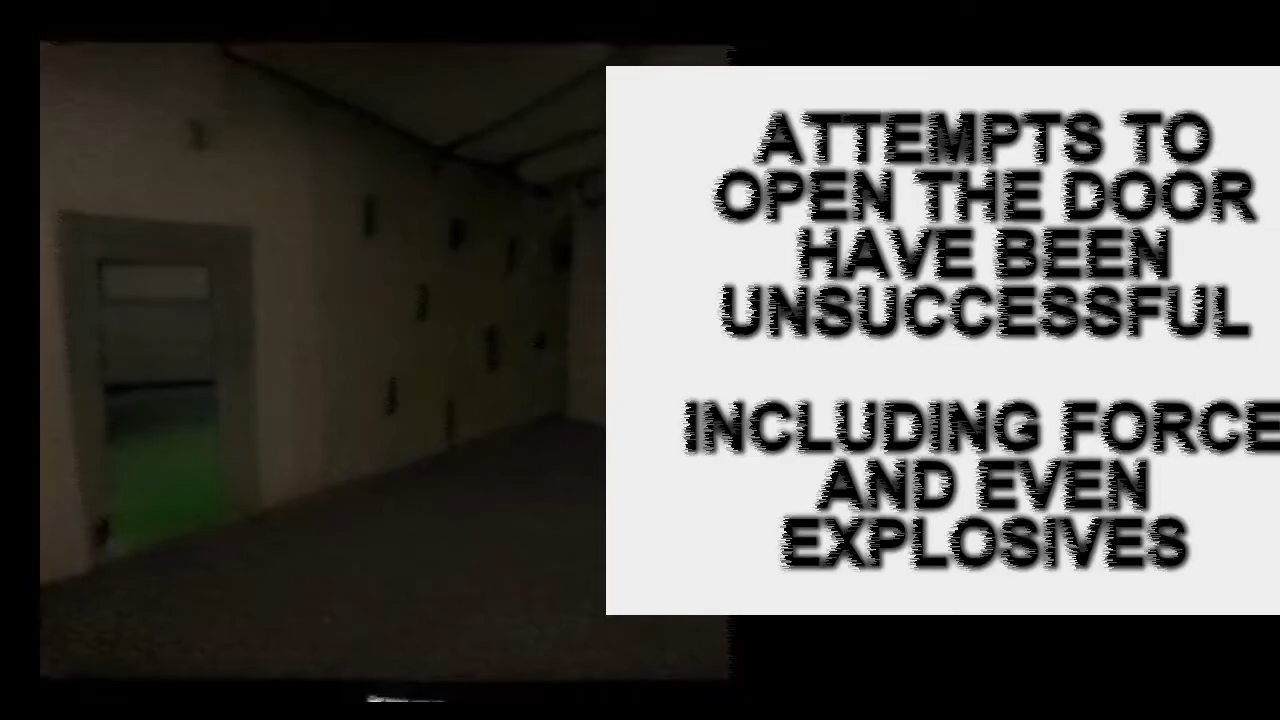 ATTEMPTS TO
OPEN THE DOOR
HAVE BEEN
UNSUCCESSFUL
INCLUDING FORCE
AND EVEN
EXPLOSIVES